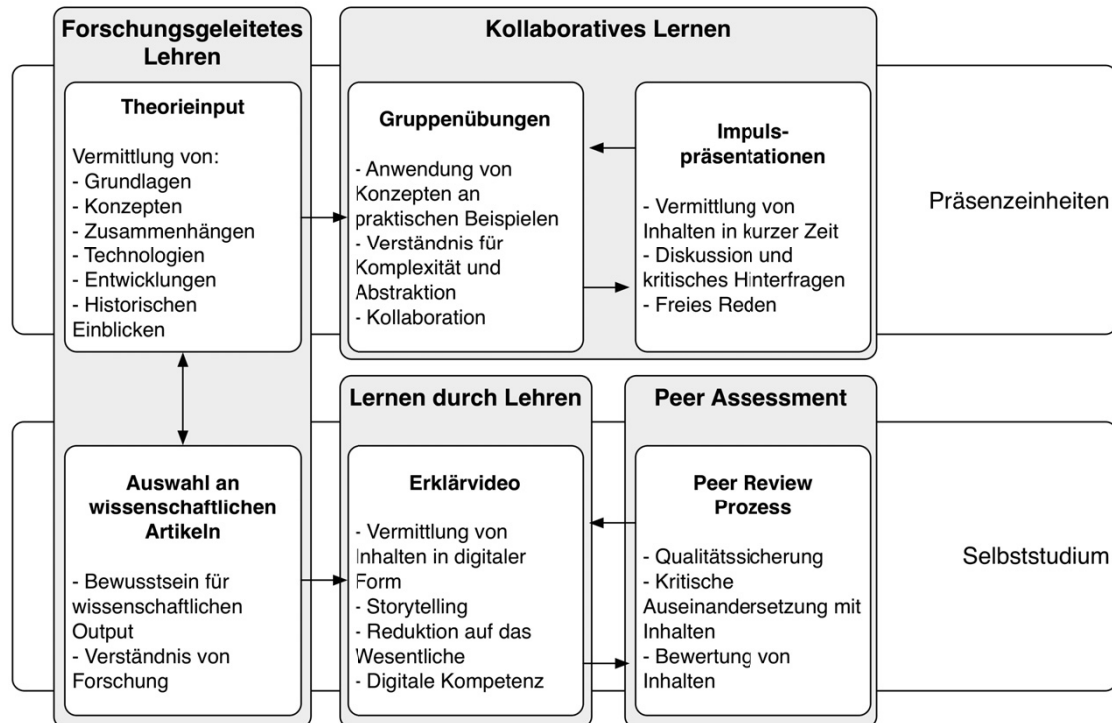 Forschungsgeleitetes
Lehren
Kollaboratives Lernen
Theorieinput
Vermittlung von:
- Grundlagen
- Konzepten
- Zusammenhängen
- Technologien
- Entwicklungen
- Historischen
Einblicken
Gruppenübungen
- Anwendung von
Konzepten an
praktischen Beispielen
- Verständnis für
Komplexität und
Abstraktion
- Kollaboration
Impuls-
präsentationen
- Vermittlung von
Inhalten in kurzer Zeit
- Diskussion und
kritisches Hinterfragen
- Freies Reden
Präsenzeinheiten
Lernen durch Lehren
Peer Assessment
Auswahl an
wissenschaftlichen
Artikeln
- Bewusstsein für
wissenschaftlichen
Output
- Verständnis von
Forschung
Erklärvideo
- Vermittlung von
Inhalten in digitaler
Form
- Storytelling
- Reduktion auf das
Wesentliche
- Digitale Kompetenz
Peer Review
Prozess
- Qualitätssicherung
- Kritische
Auseinandersetzung mit
Inhalten
- Bewertung von
Inhalten
Selbststudium